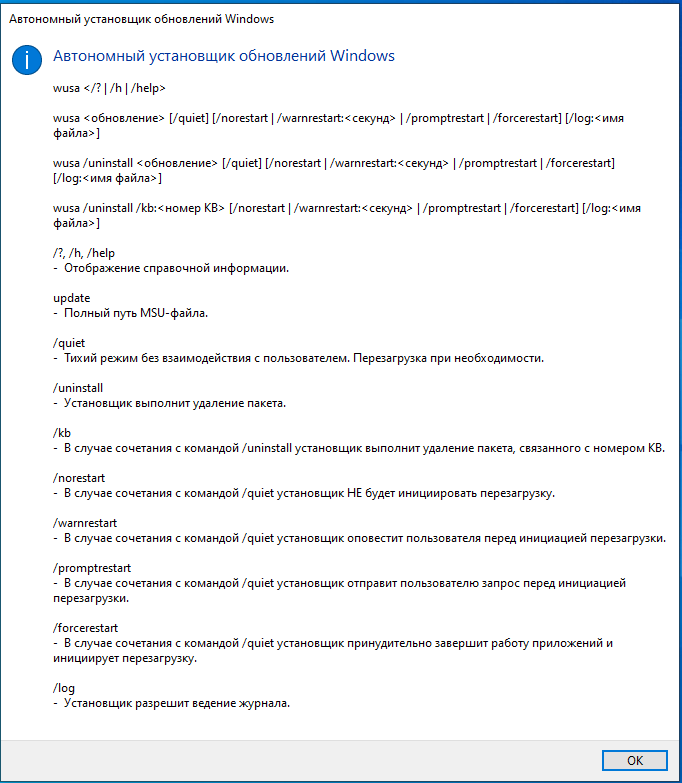 Автономный установщик обновлений Windows
Автономный установщик обновлений Windows
wusa </? | /h | /help>
wusa <обновление> [/quiet] [/norestart | /warnrestart:<секунд> | /promptrestart | /forcerestart] [/log:<имя
файла>]
wusa /uninstall <обновление> [/quiet] [/norestart | /warnrestart:<секунд> | /promptrestart | /forcerestart]
[/log:<имя файла>]
wusa /uninstall /kb:<номер KB> [/norestart | /warnrestart:<секунд> | /promptrestart | /forcerestart] [/log:<имя
файла>]
/?, /h, /help
- Отображение справочной информации.
update
- Полный путь MSU-файла.
/quiet
- Тихий режим без взаимодействия с пользователем. Перезагрузка при необходимости.
/uninstall
- Установщик выполнит удаление пакета.
/kb
- В случае сочетания с командой /uninstall установщик выполнит удаление пакета, связанного с номером KB.
/norestart
- В случае сочетания с командой /quiet установщик НЕ будет инициировать перезагрузку.
/warnrestart
- В случае сочетания с командой /quiet установщик оповестит пользователя перед инициацией перезагрузки.
/promptrestart
- В случае сочетания с командой /quiet установщик отправит пользователю запрос перед инициацией
перезагрузки.
/forcerestart
- В случае сочетания с командой /quiet установщик принудительно завершит работу приложений и
инициирует перезагрузку.
/log
- Установщик разрешит ведение журнала.
OK